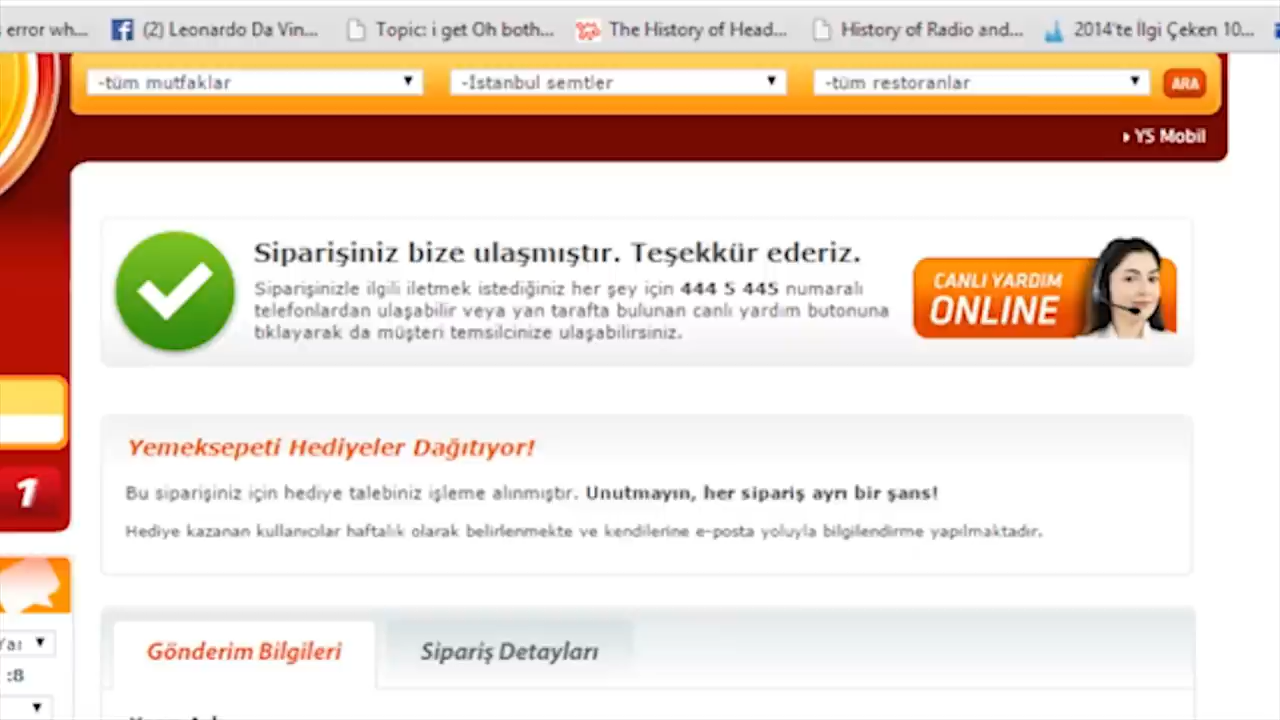 s error wh...
(2) Leonardo Da Vin...
Topic: i get Oh both...
The History of Head...
History of Radio and...
2014'te İlgi Çeken 10...
-tüm mutfaklar
-İstanbul semtler
-tüm restoranlar
ARA
YS Mobil
Siparişiniz bize ulaşmıştır. Teşekkür ederiz.
Siparişinizle ilgili iletmek istediğiniz her şey için 444 5 445 numaralı
telefonlardan ulaşabilir veya yan tarafta bulunan canlı yardım butonuna
tıklayarak da müşteri temsilcinize ulaşabilirsiniz.
CANLI YARDIM
ONLINE
Yemeksepeti Hediyeler Dağıtıyor!
Bu siparişiniz için hediye talebiniz işleme alınmıştır. Unutmayın, her sipariş ayrı bir şans!
Hediye kazanan kullanıcılar haftalık olarak belirlenmekte ve kendilerine e-posta yoluyla bilgilendirme yapılmaktadır.
1
Gönderim Bilgileri
Sipariş Detayları
:8